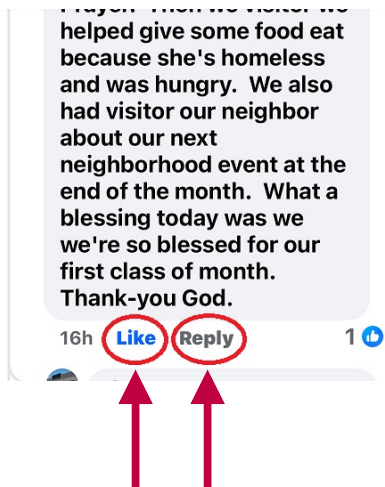 helped give some food eat
because she's homeless
and was hungry.  We also
had visitor our neighbor
about our next
neighborhood event at the
end of the month.  What a
blessing today was we
we're so blessed for our
first class of month.
Thank-you God.
16h Like Reply 1